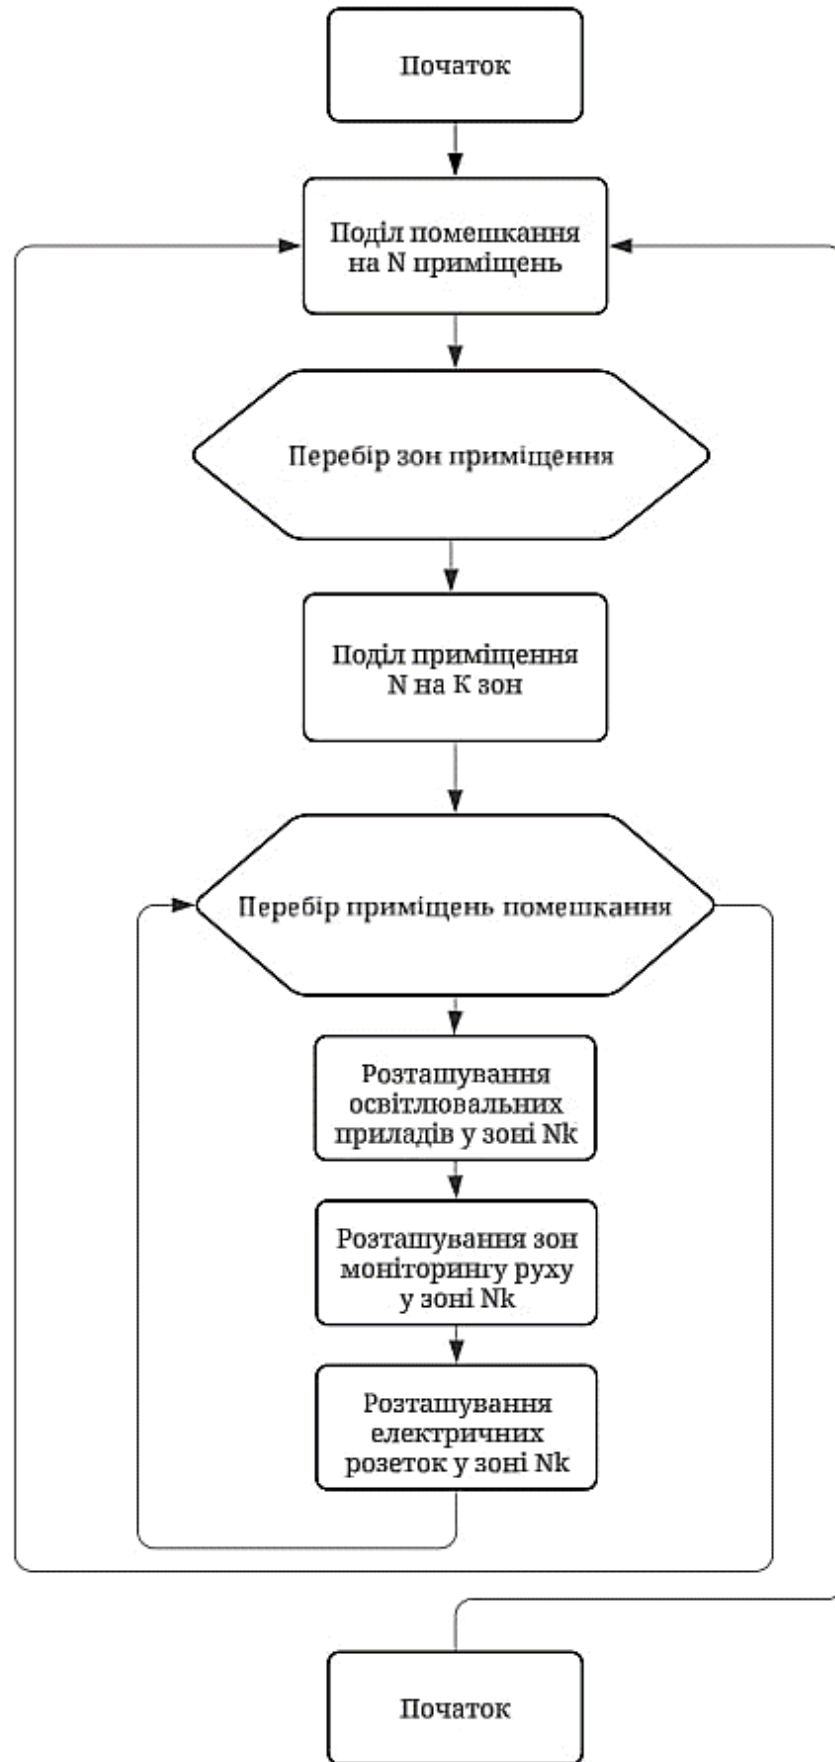 Початок
Поділ помешкання
на N приміщень
Перебір зон приміщення
Поділ приміщення
N на K зон
Перебір приміщень помешкання
Розташування
освітлювальних
приладів у зоні Nk
Розташування зон
моніторингу руху
у зоні Nk
Розташування
електричних
розеток у зоні Nk
Початок